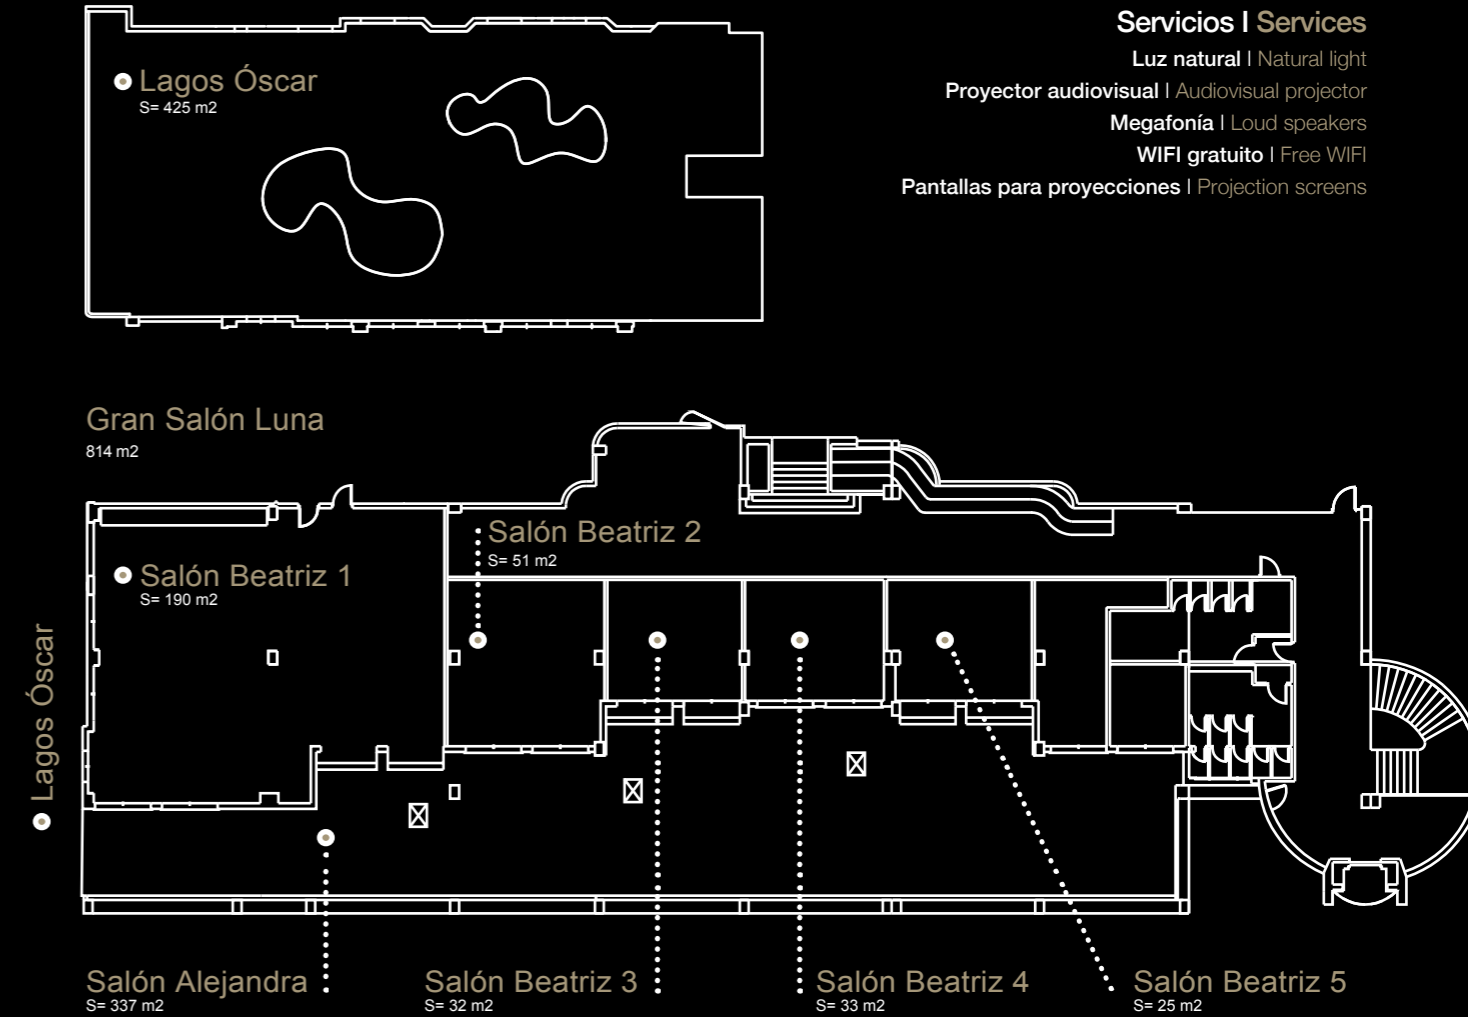 Servicios I Services
Luz natural I Natural light
Proyector audiovisual I Audiovisual projector
Megafonía I Loud speakers
WIFI gratuito I Free WIFI
Pantallas para proyecciones I Projection screens
Lagos Óscar
S= 425 m2
Gran Salón Luna
814 m2
Salón Beatriz 2
S= 51 m2
Salón Beatriz 1
S= 190 m2
Lagos Óscar
Salón Alejandra
S= 337 m2
Salón Beatriz 3
S= 32 m2
Salón Beatriz 4
S= 33 m2
Salón Beatriz 5
S= 25 m2